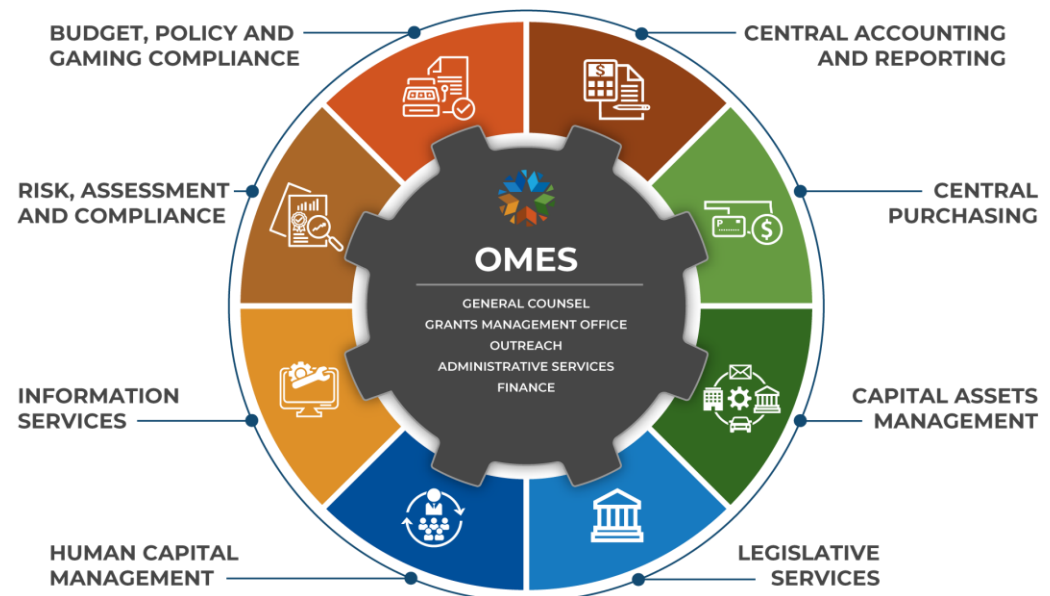 BUDGET, POLICY AND
GAMING COMPLIANCE
CENTRAL ACCOUNTING
AND REPORTING
RISK, ASSESSMENT
AND COMPLIANCE
CENTRAL
PURCHASING
$
P
$
OMES
GENERAL COUNSEL
GRANTS MANAGEMENT OFFICE
OUTREACH
ADMINISTRATIVE SERVICES
FINANCE
INFORMATION
SERVICES
CAPITAL ASSETS
MANAGEMENT
HUMAN CAPITAL
MANAGEMENT
LEGISLATIVE
SERVICES